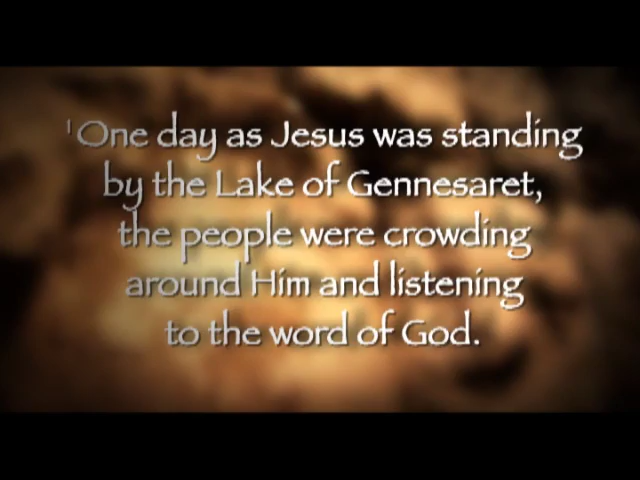 ¹One day as Jesus was standing
by the Lake of Gennesaret,
the people were crowding
around Him and listening
to the word of God.